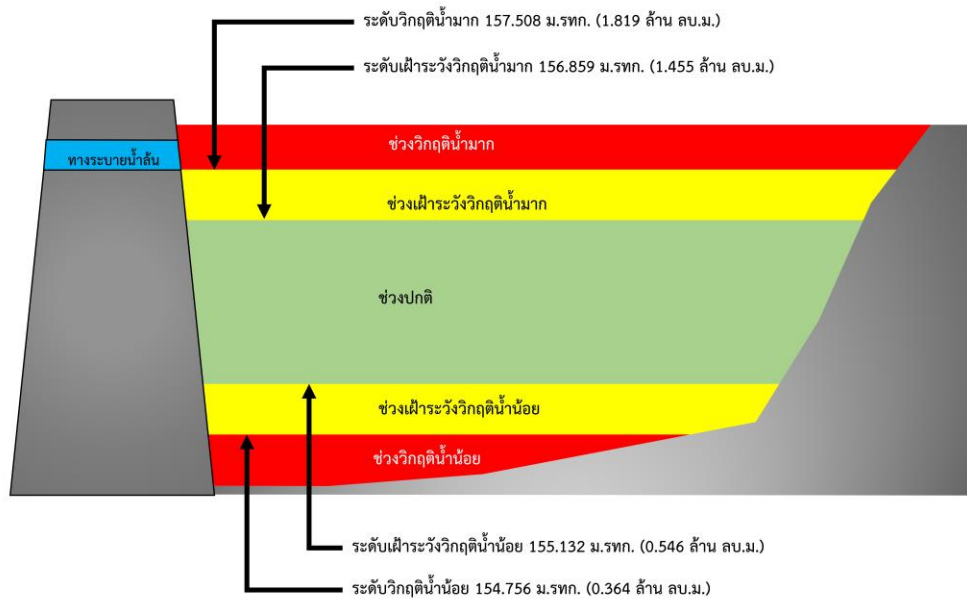 ระดับวิกฤติน้ำมาก 157.508 ม.รทก. (1.819 ล้าน ลบ.ม.)
ระดับเฝ้าระวังวิกฤติน้ำมาก 156.859 ม.รทก. (1.455 ล้าน ลบ.ม.)
ช่วงวิกฤติน้ำมาก
ทางระบายน้ำล้น
ช่วงเฝ้าระวังวิกฤติน้ำมาก
ช่วงปกติ
ช่วงเฝ้าระวังวิกฤติน้ำน้อย
ช่วงวิกฤติน้ำน้อย
ระดับเฝ้าระวังวิกฤติน้ำน้อย 155.132 ม.รทก. (0.546 ล้าน ลบ.ม.)
ระดับวิกฤติน้ำน้อย 154.756 ม.รทก. (0.364 ล้าน ลบ.ม.)